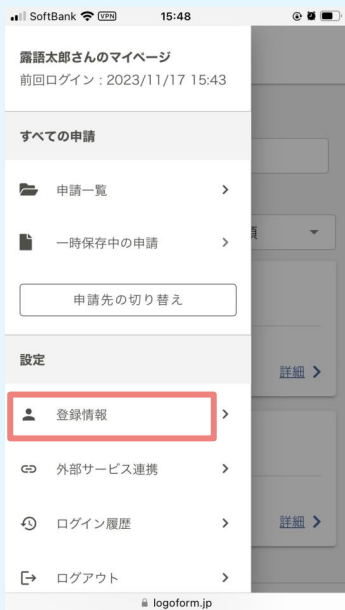 SoftBank VPN 15:48
露語太郎さんのマイページ
前回ログイン：2023/11/17 15:43
すべての申請
申請一覧
一時保存中の申請
申請先の切り替え
設定
詳細
登録情報
外部サービス連携
ログイン履歴
詳細
ログアウト
logoform.jp